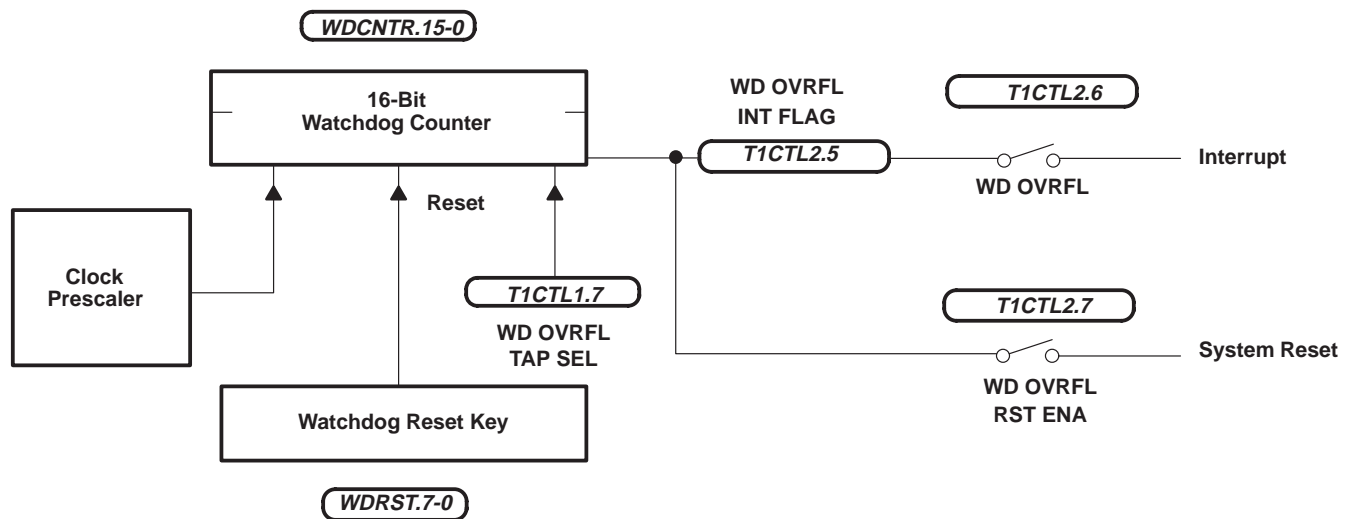 WDCNTR.15-0
16-Bit
Watchdog Counter
WD OVRFL
INT FLAG
T1CTL2.5
T1CTL2.6
WD OVRFL
Interrupt
Reset
Clock
Prescaler
T1CTL1.7
WD OVRFL
TAP SEL
T1CTL2.7
WD OVRFL
RST ENA
System Reset
Watchdog Reset Key
WDRST.7-0